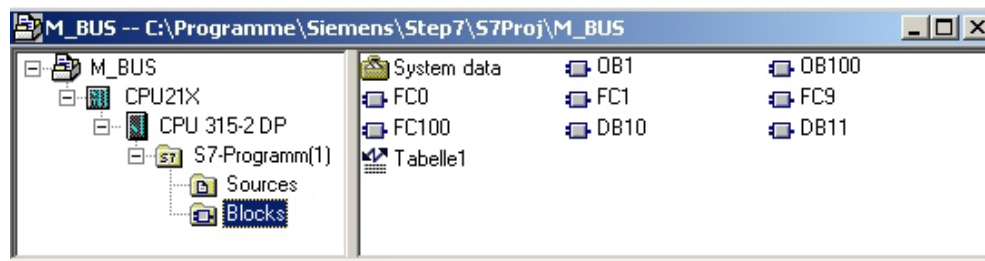 M_BUS -- C:\Programme\Siemens\Step7\S7Proj\M_BUS
M_BUS
CPU21X
CPU 315-2 DP
S7 S7-Programm(1)
Sources
Blocks
System data OB1 OB100
FC0 FC1 FC9
FC100 DB10 DB11
Tabelle1